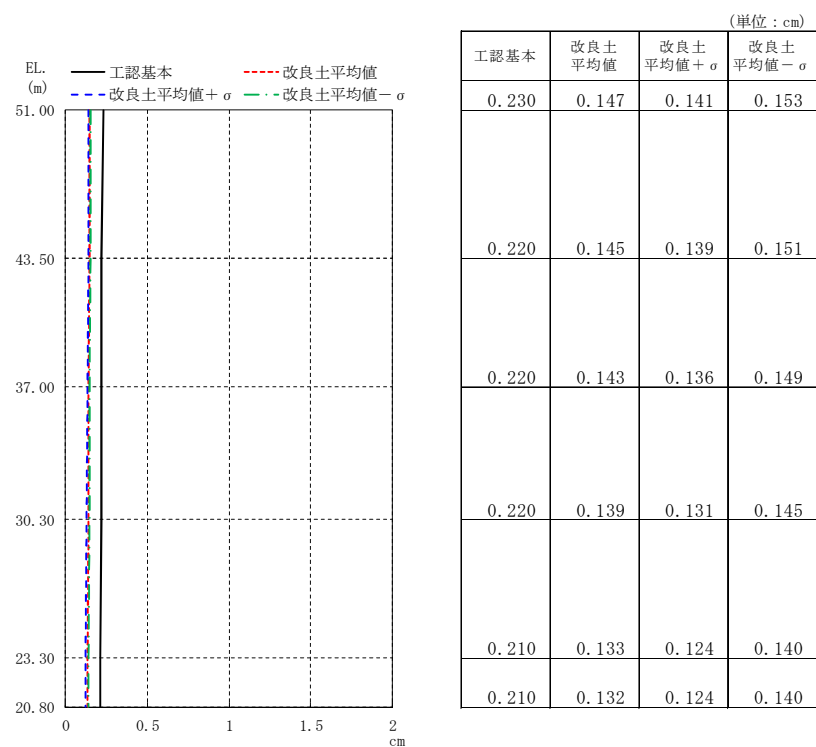 (単位：cm)
EL.
(m)
工認基本 改良土平均値
改良土平均値＋σ 改良土平均値－σ
工認基本 改良土平均値 改良土平均値＋σ 改良土平均値－σ
51.00 0.230 0.147 0.141 0.153
43.50 0.220 0.145 0.139 0.151
37.00 0.220 0.143 0.136 0.149
30.30 0.220 0.139 0.131 0.145
23.30 0.210 0.133 0.124 0.140
20.80 0.210 0.132 0.124 0.140
0 0.5 1 1.5 2
cm